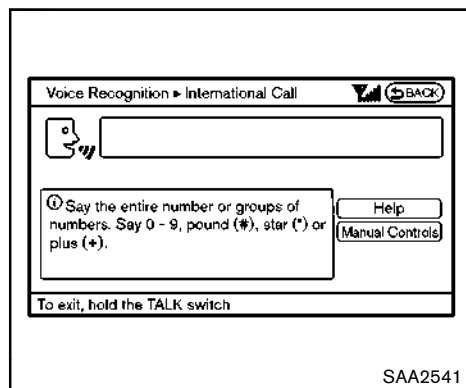 Voice Recognition ▸ International Call BACK
Say the entire number or groups of
numbers. Say 0 - 9, pound (#), star (*) or
plus (+).
Help
Manual Controls
To exit, hold the TALK switch
SAA2541